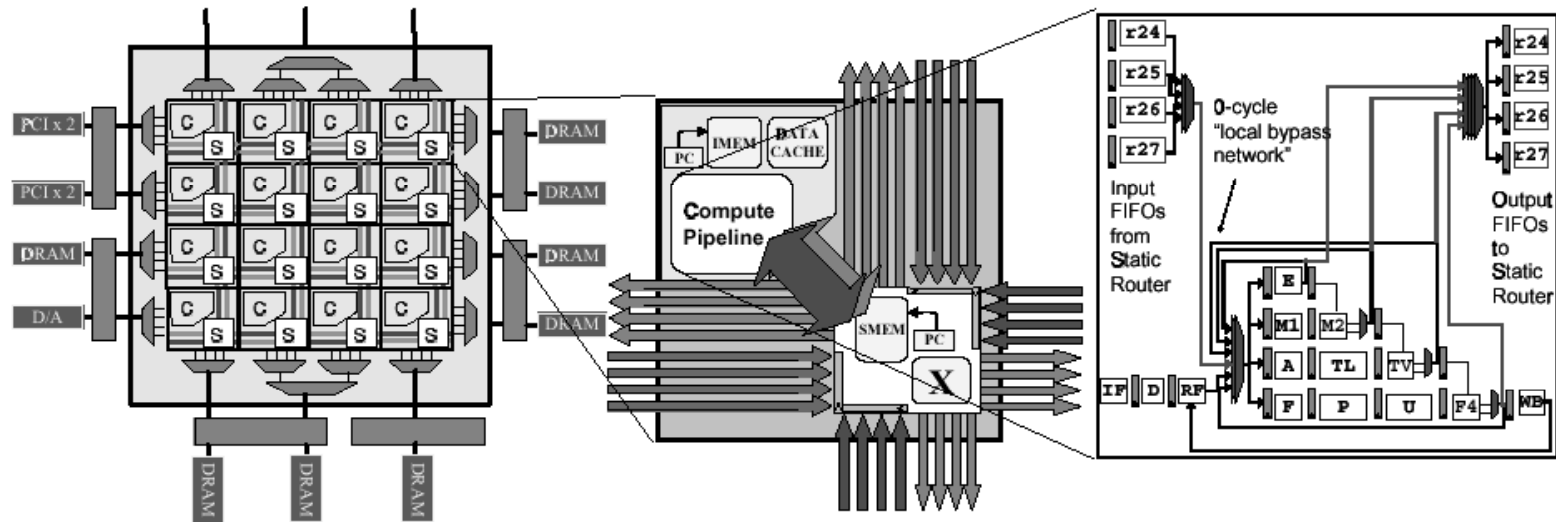 PCI x 2
PCI x 2
DRAM
D/A
C
S
C
S
C
S
C
S
C
S
C
S
C
S
C
S
C
S
C
S
C
S
C
S
C
S
C
S
C
S
C
S
DRAM
DRAM
DRAM
DRAM
DRAM
DRAM
DRAM
PC
IMEM
DATA
CACHE
Compute
Pipeline
SMEM
PC
X
r24
r25
r26
r27
Input
FIFOs
from
Static
Router
0-cycle
“local bypass
network”
r24
r25
r26
r27
Output
FIFOs
to
Static
Router
E
M1
M2
A
TL
TV
IF
D
RF
F
P
U
F4
WB